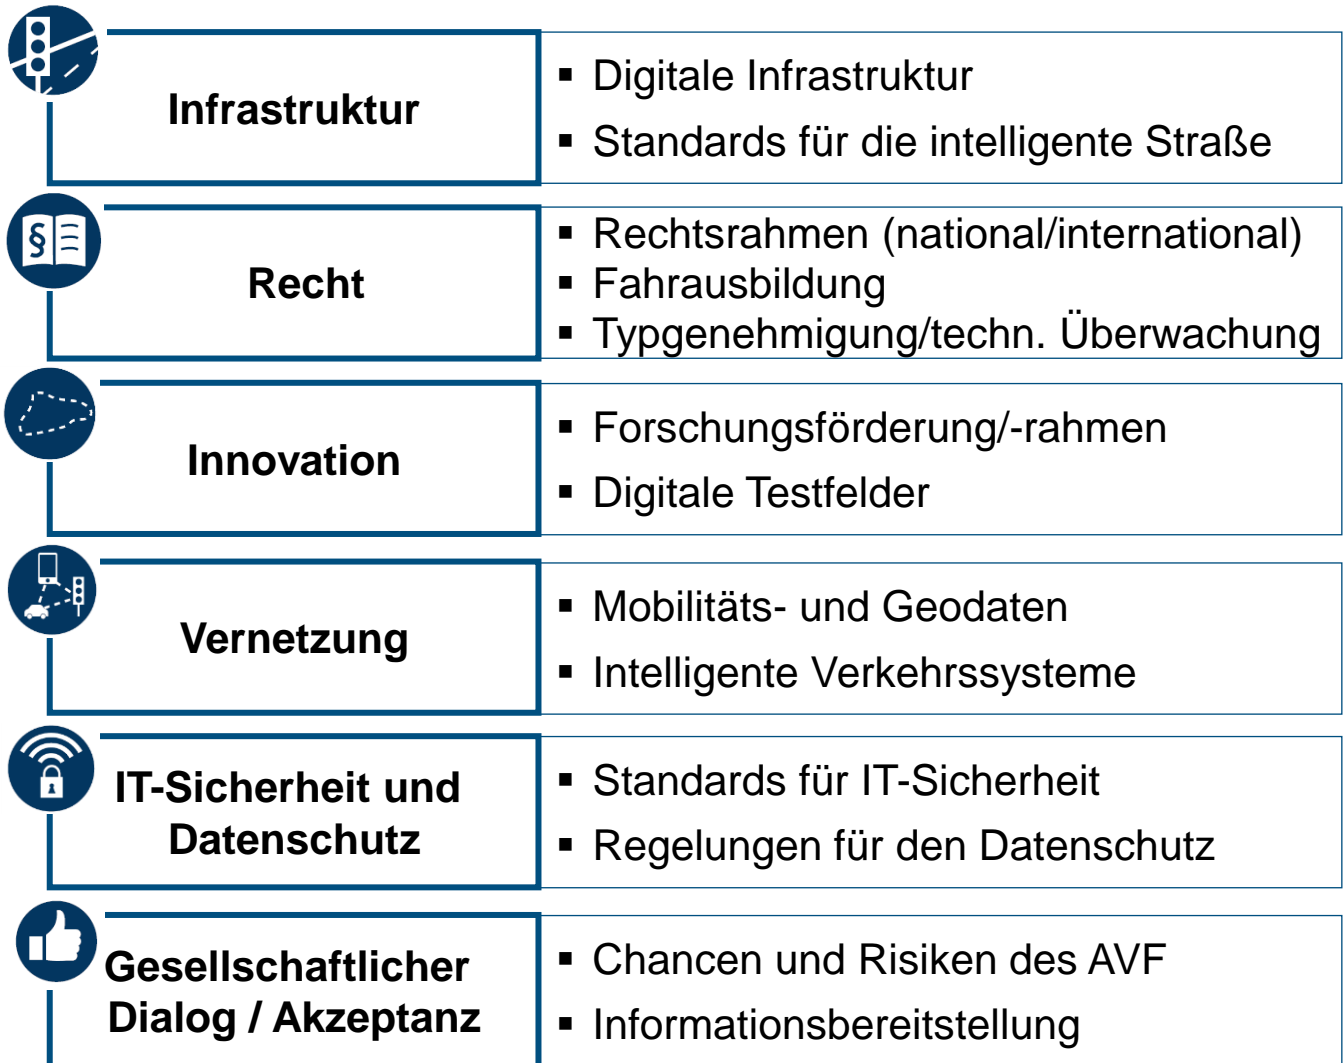 Infrastruktur
▪ Digitale Infrastruktur
▪ Standards für die intelligente Straße
§
Recht
▪ Rechtsrahmen (national/international)
▪ Fahrausbildung
▪ Typgenehmigung/techn. Überwachung
Innovation
▪ Forschungsförderung/-rahmen
▪ Digitale Testfelder
Vernetzung
▪ Mobilitäts- und Geodaten
▪ Intelligente Verkehrssysteme
IT-Sicherheit und
Datenschutz
▪ Standards für IT-Sicherheit
▪ Regelungen für den Datenschutz
Gesellschaftlicher
Dialog / Akzeptanz
▪ Chancen und Risiken des AVF
▪ Informationsbereitstellung